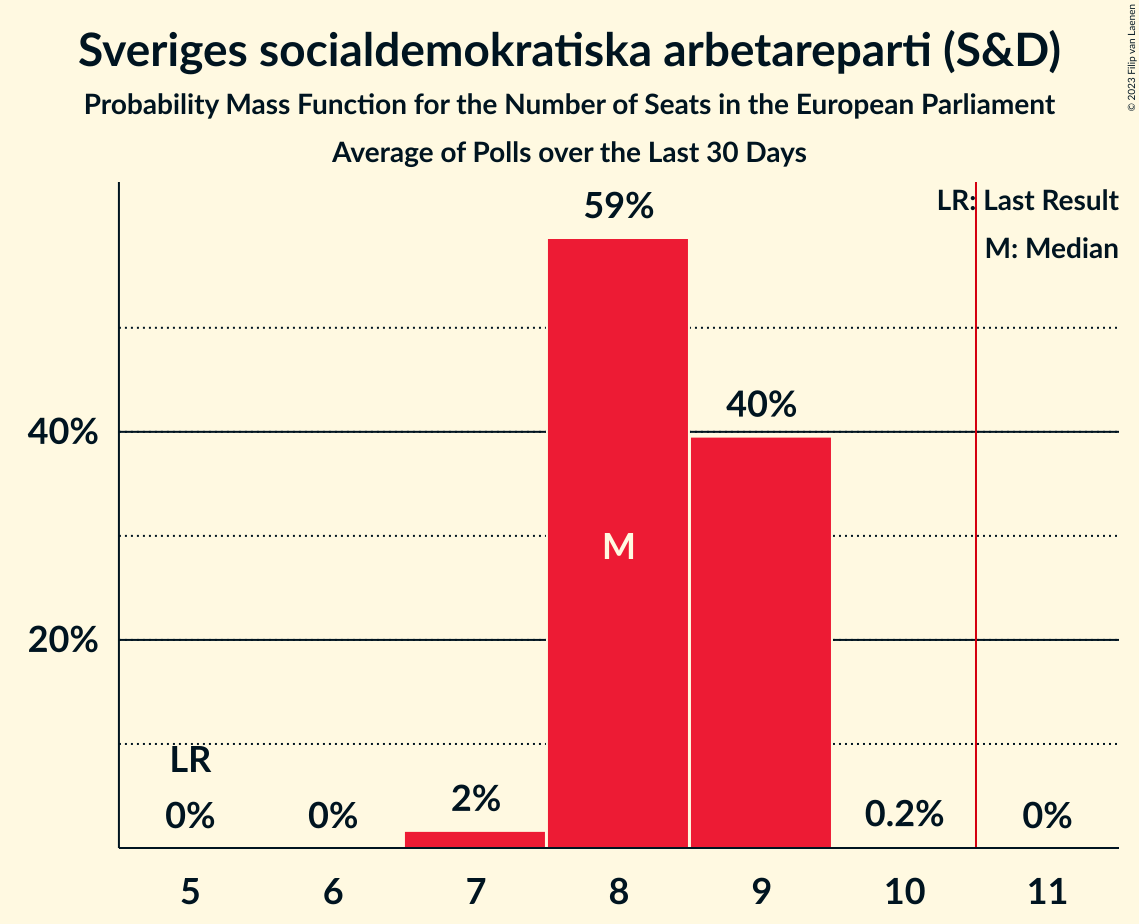 Sveriges socialdemokratiska arbetareparti (S&D)
Probability Mass Function for the Number of Seats in the European Parliament
Average of Polls over the Last 30 Days
© 2023 Filip van Laenen
LR: Last Result
M: Median
59%
40%
40%
M
20%
LR
0%
0%
2%
0.2%
0%
5
6
7
8
9
10
11